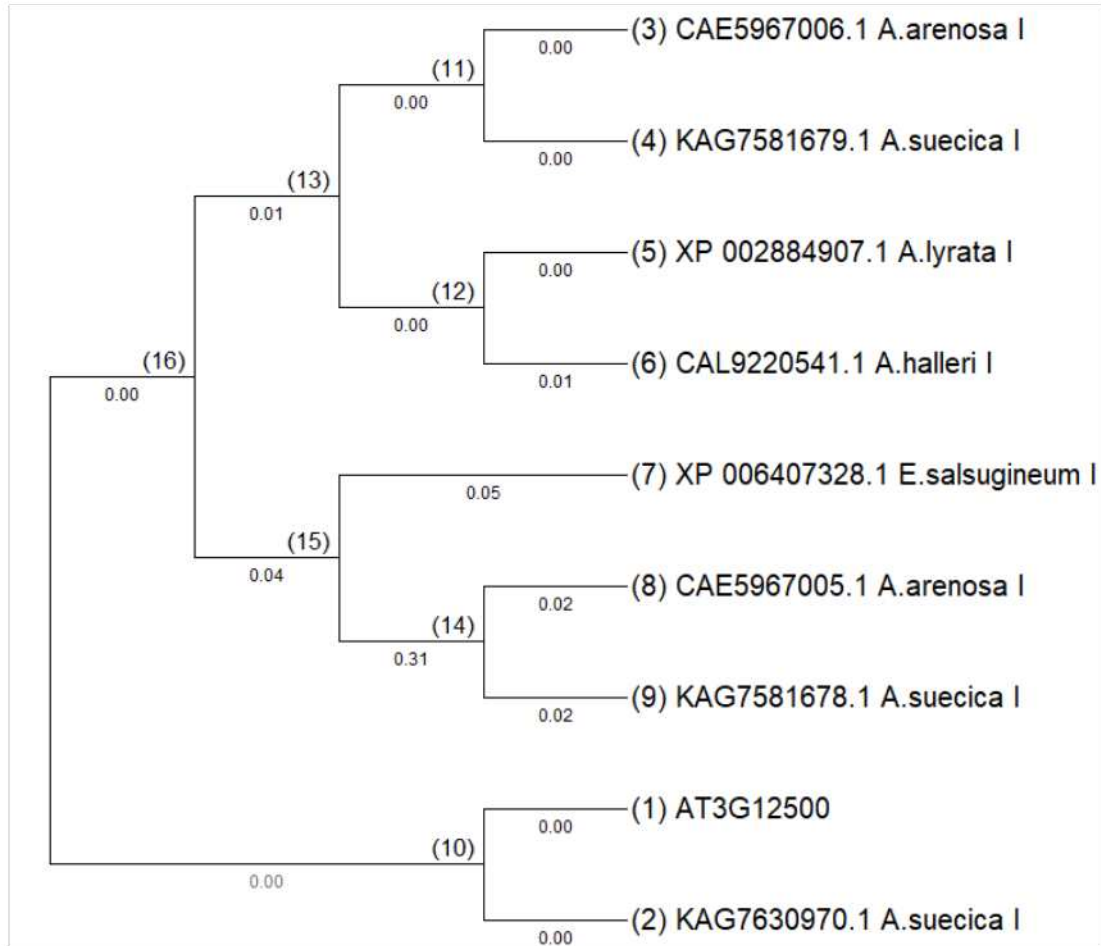 (3) CAE5967006.1 A.arenosa I
0.00
(11)
0.00
(4) KAG7581679.1 A.suecica I
0.00
(13)
0.01
(5) XP 002884907.1 A.lyrata I
0.00
(12)
0.00
(6) CAL9220541.1 A.halleri I
0.01
(16)
0.00
(7) XP 006407328.1 E.salsugineum I
0.05
(15)
0.04
(8) CAE5967005.1 A.arenosa I
0.02
(14)
0.31
(9) KAG7581678.1 A.suecica I
0.02
(1) AT3G12500
0.00
(10)
0.00
(2) KAG7630970.1 A.suecica I
0.00